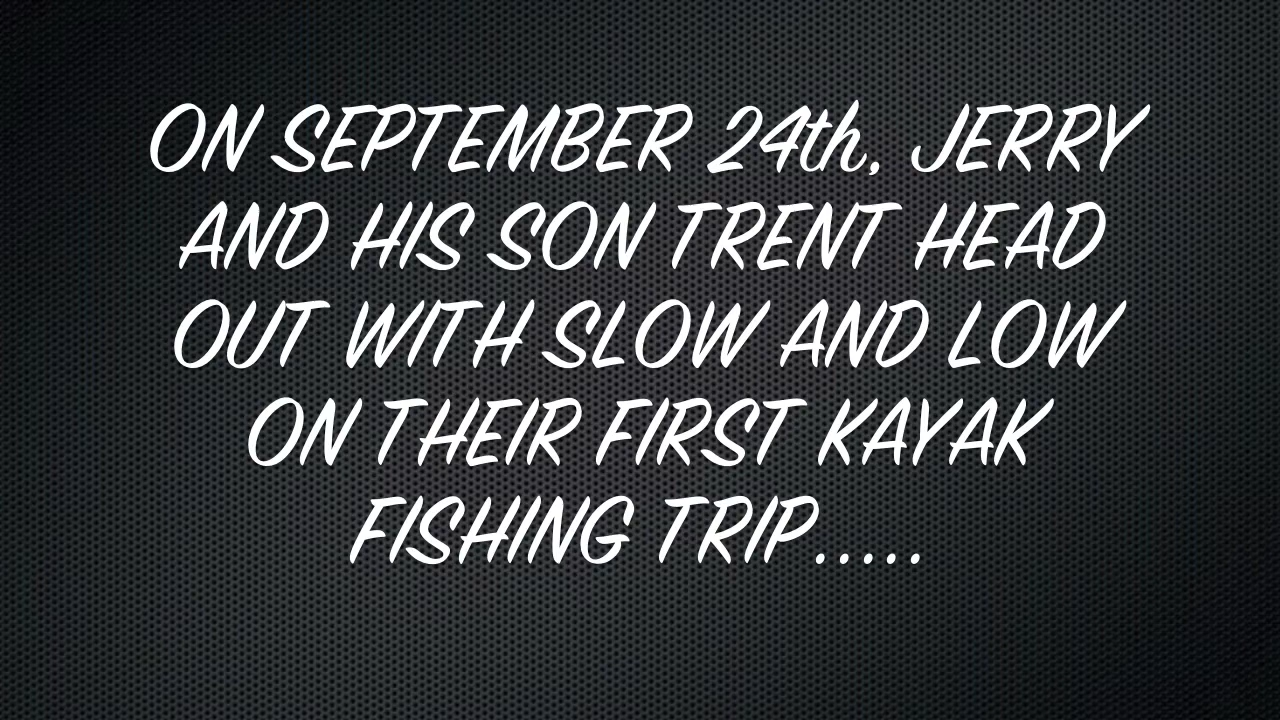 ON SEPTEMBER 24th, JERRY
AND HIS SON TRENT HEAD
OUT WITH SLOW AND LOW
ON THEIR FIRST KAYAK
FISHING TRIP.....